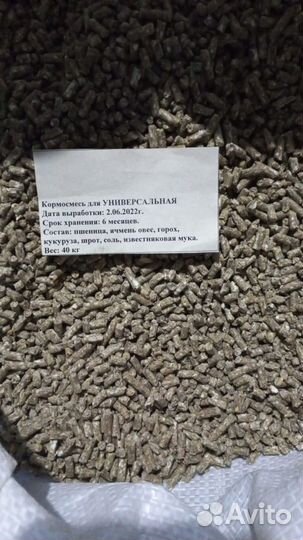 Кормосмесь для УНИВЕРСАЛЬНАЯ
Дата выработки: 2.06.2022г.
Срок хранения: 6 месяцев.
Состав: пшеница, ячмень овес, горох,
кукуруза, шрот, соль, известняковая мука.
Вес: 40 кг
Avito